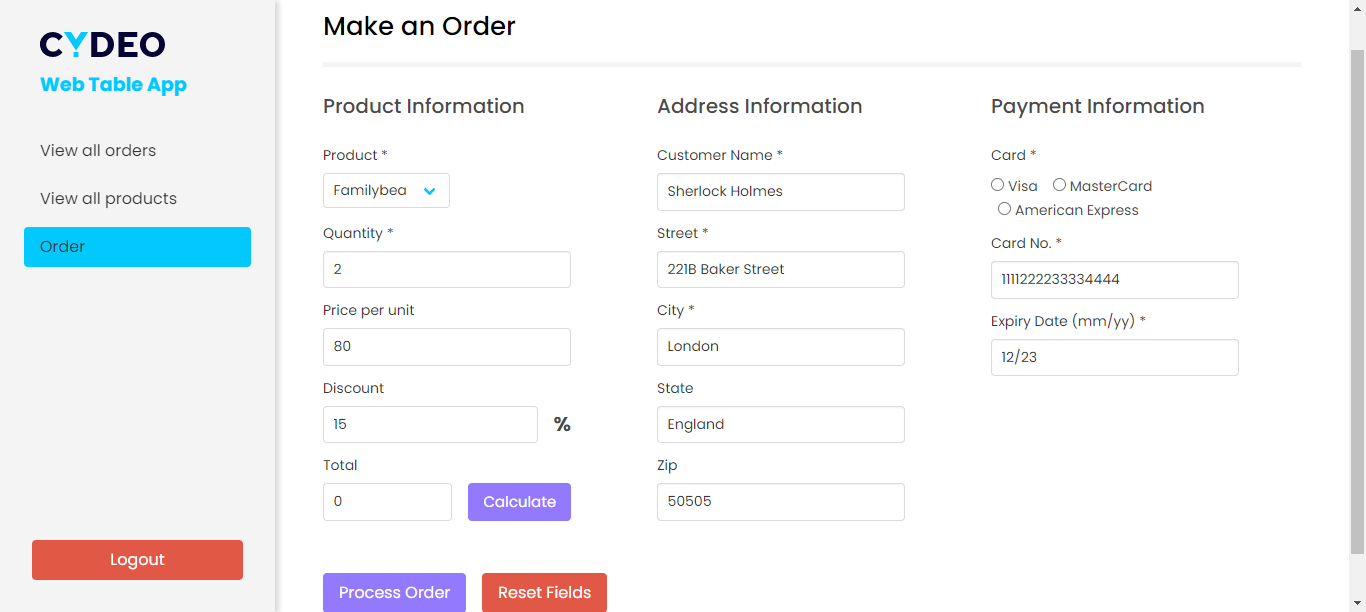 CYDEO
Web Table App
View all orders
View all products
Order
Logout
Make an Order
Product Information
Product *
Familybea
Quantity *
2
Price per unit
80
Discount
15 %
Total
0 Calculate
Address Information
Customer Name *
Sherlock Holmes
Street *
221B Baker Street
City *
London
State
England
Zip
50505
Payment Information
Card *
Visa MasterCard
American Express
Card No. *
1111222233334444
Expiry Date (mm/yy) *
12/23
Process Order Reset Fields